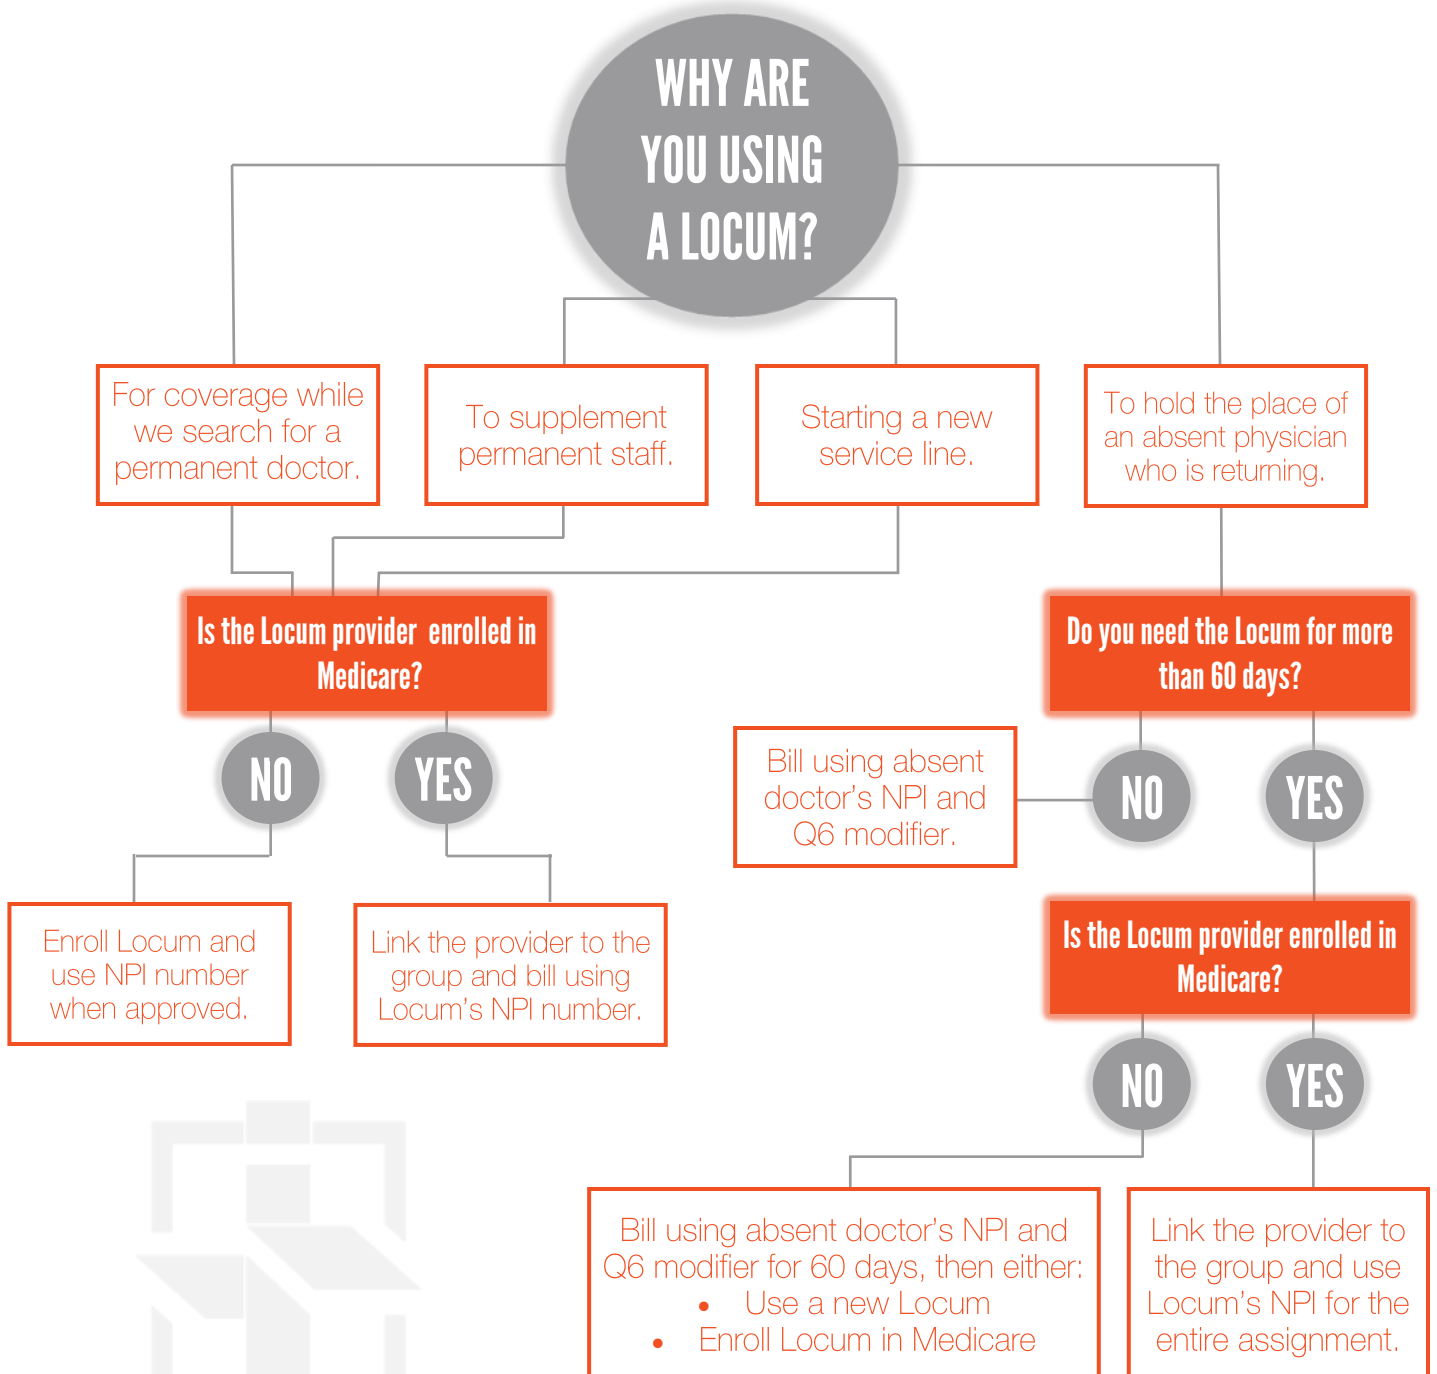 WHY ARE
YOU USING
A LOCUM?
For coverage while
we search for a
permanent doctor.
To supplement
permanent staff.
Starting a new
service line.
To hold the place of
an absent physician
who is returning.
Is the Locum provider enrolled in
Medicare?
Do you need the Locum for more
than 60 days?
NO
YES
Bill using absent
doctor's NPI and
Q6 modifier.
NO
YES
Enroll Locum and
use NPI number
when approved.
Link the provider to the
group and bill using
Locum's NPI number.
Is the Locum provider enrolled in
Medicare?
NO
YES
Bill using absent doctor's NPI and
Q6 modifier for 60 days, then either:
• Use a new Locum
• Enroll Locum in Medicare
Link the provider to
the group and use
Locum's NPI for the
entire assignment.